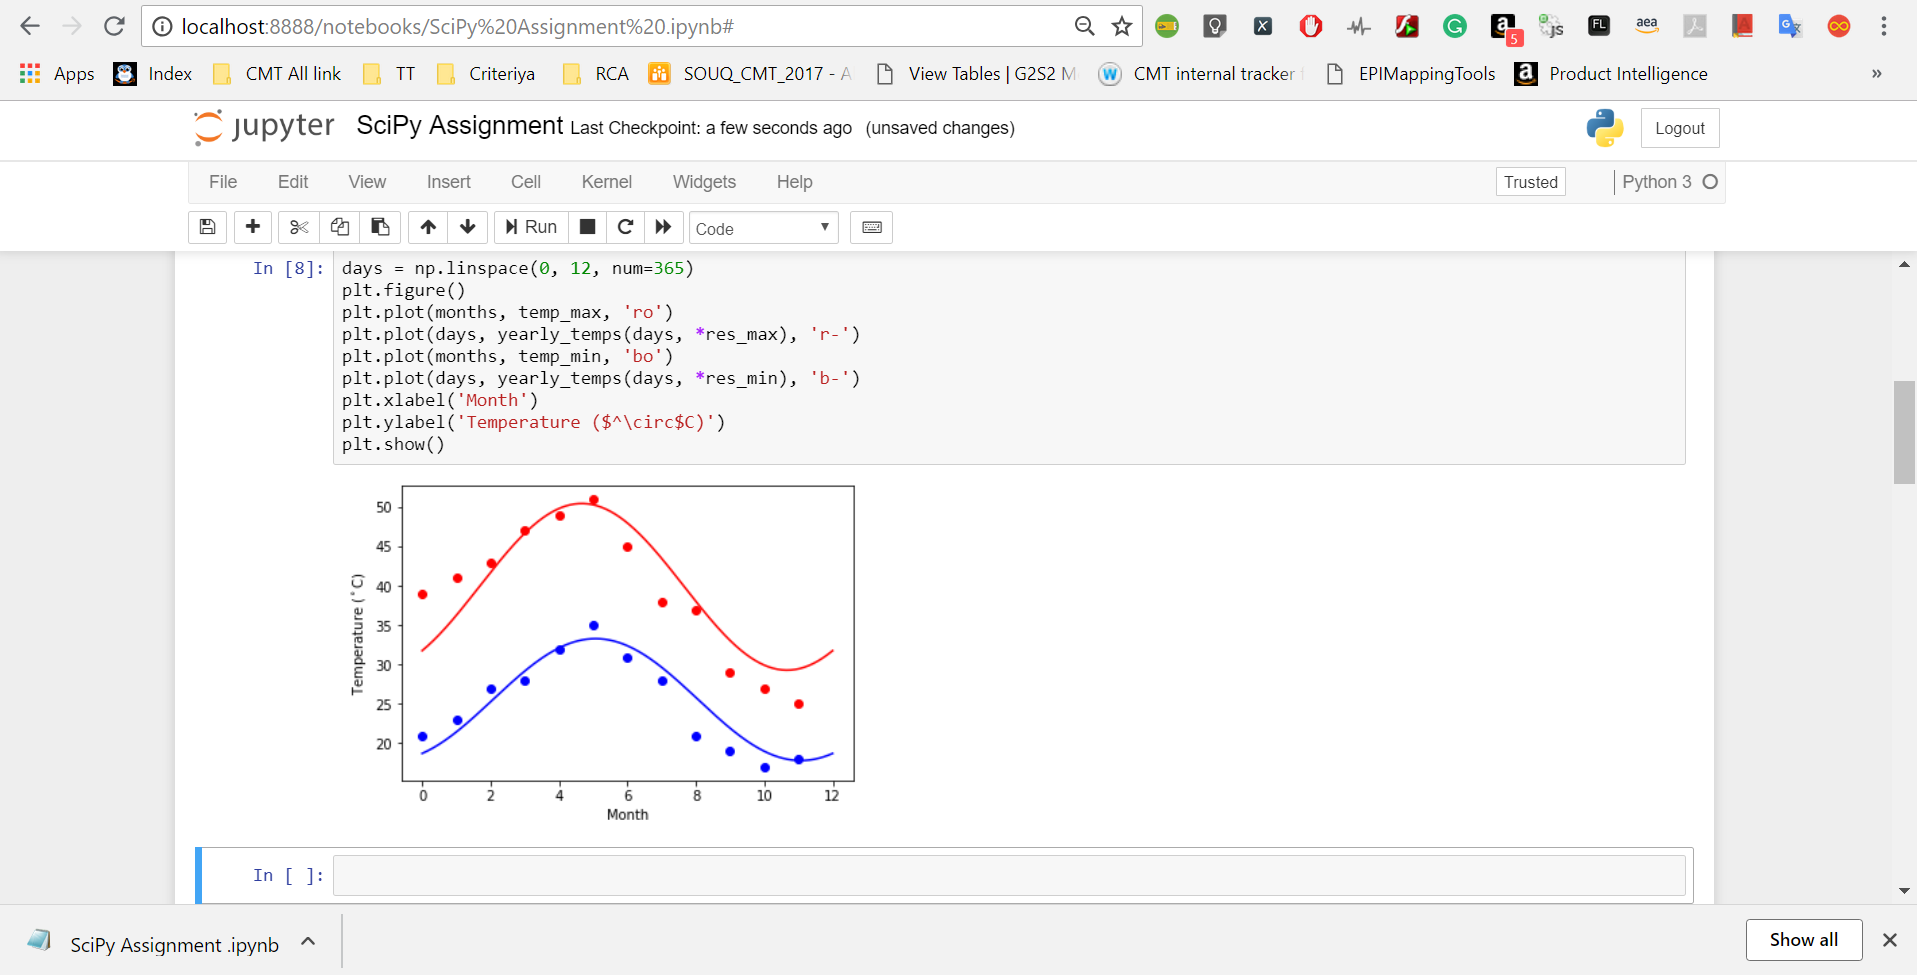 localhost:8888/notebooks/SciPy%20Assignment%20.ipynb#
5
js
FL
aea
Apps Index CMT All link TT Criteriya RCA SOUQ_CMT_2017 - A View Tables | G2S2 M CMT internal tracker EPIMappingTools Product Intelligence »
jupyter SciPy Assignment Last Checkpoint: a few seconds ago (unsaved changes) Logout
File Edit View Insert Cell Kernel Widgets Help Trusted Python 3
Run Code
In [8]: days = np.linspace(0, 12, num=365)
plt.figure()
plt.plot(months, temp_max, 'ro')
plt.plot(days, yearly_temps(days, *res_max), 'r-')
plt.plot(months, temp_min, 'bo')
plt.plot(days, yearly_temps(days, *res_min), 'b-')
plt.xlabel('Month')
plt.ylabel('Temperature ($^\circ$C)')
plt.show()
50
45
40
35
30
25
20
Temperature (°C)
0 2 4 6 8 10 12
Month
In [ ]:
SciPy Assignment .ipynb Show all